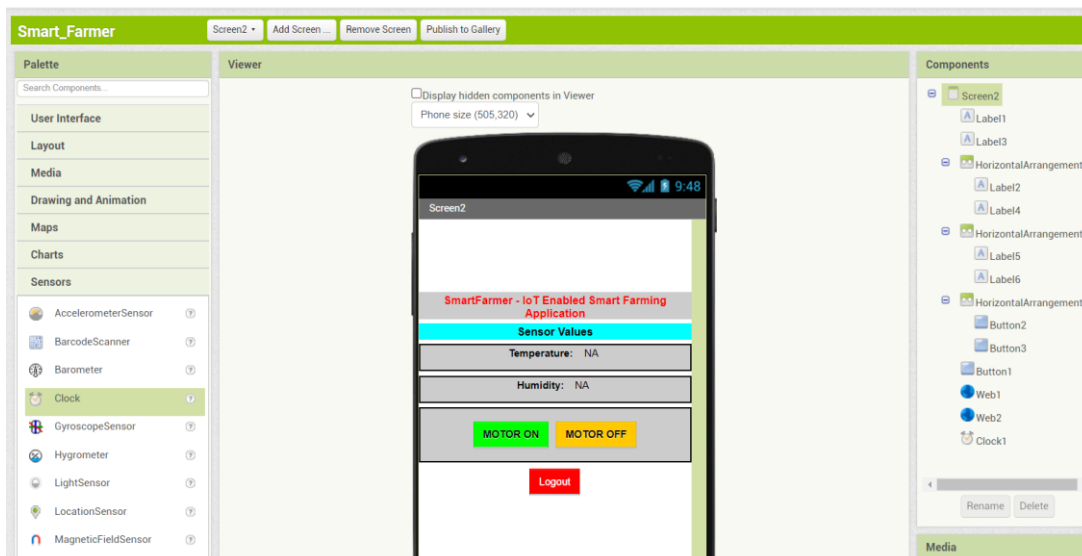 Smart_Farmer
Screen2
Add Screen ...
Remove Screen
Publish to Gallery
Palette
Search Components...
User Interface
Layout
Media
Drawing and Animation
Maps
Charts
Sensors
AccelerometerSensor
BarcodeScanner
Barometer
Clock
GyroscopeSensor
Hygrometer
LightSensor
LocationSensor
MagneticFieldSensor
Viewer
Display hidden components in Viewer
Phone size (505,320)
9:48
Screen2
SmartFarmer - IoT Enabled Smart Farming
Application
Sensor Values
Temperature: NA
Humidity: NA
MOTOR ON MOTOR OFF
Logout
Components
Screen2
Label1
Label3
HorizontalArrangement
Label2
Label4
HorizontalArrangement
Label5
Label6
HorizontalArrangement
Button2
Button3
Button1
Web1
Web2
Clock1
Rename Delete
Media